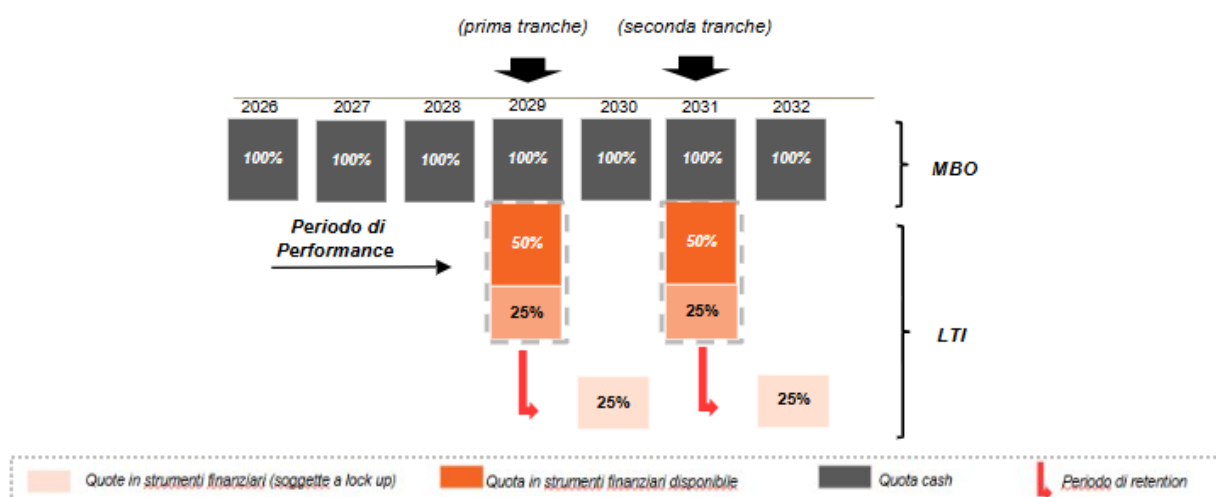 (prima tranche) (seconda tranche)
2026 2027 2028 2029 2030 2031 2032
100% 100% 100% 100% 100% 100% 100%
MBO
Periodo di
Performance
50% 50%
25% 25%
LTI
25% 25%
Quote in strumenti finanziari (soggette a lock up) Quota in strumenti finanziari disponibile Quota cash Periodo di retention